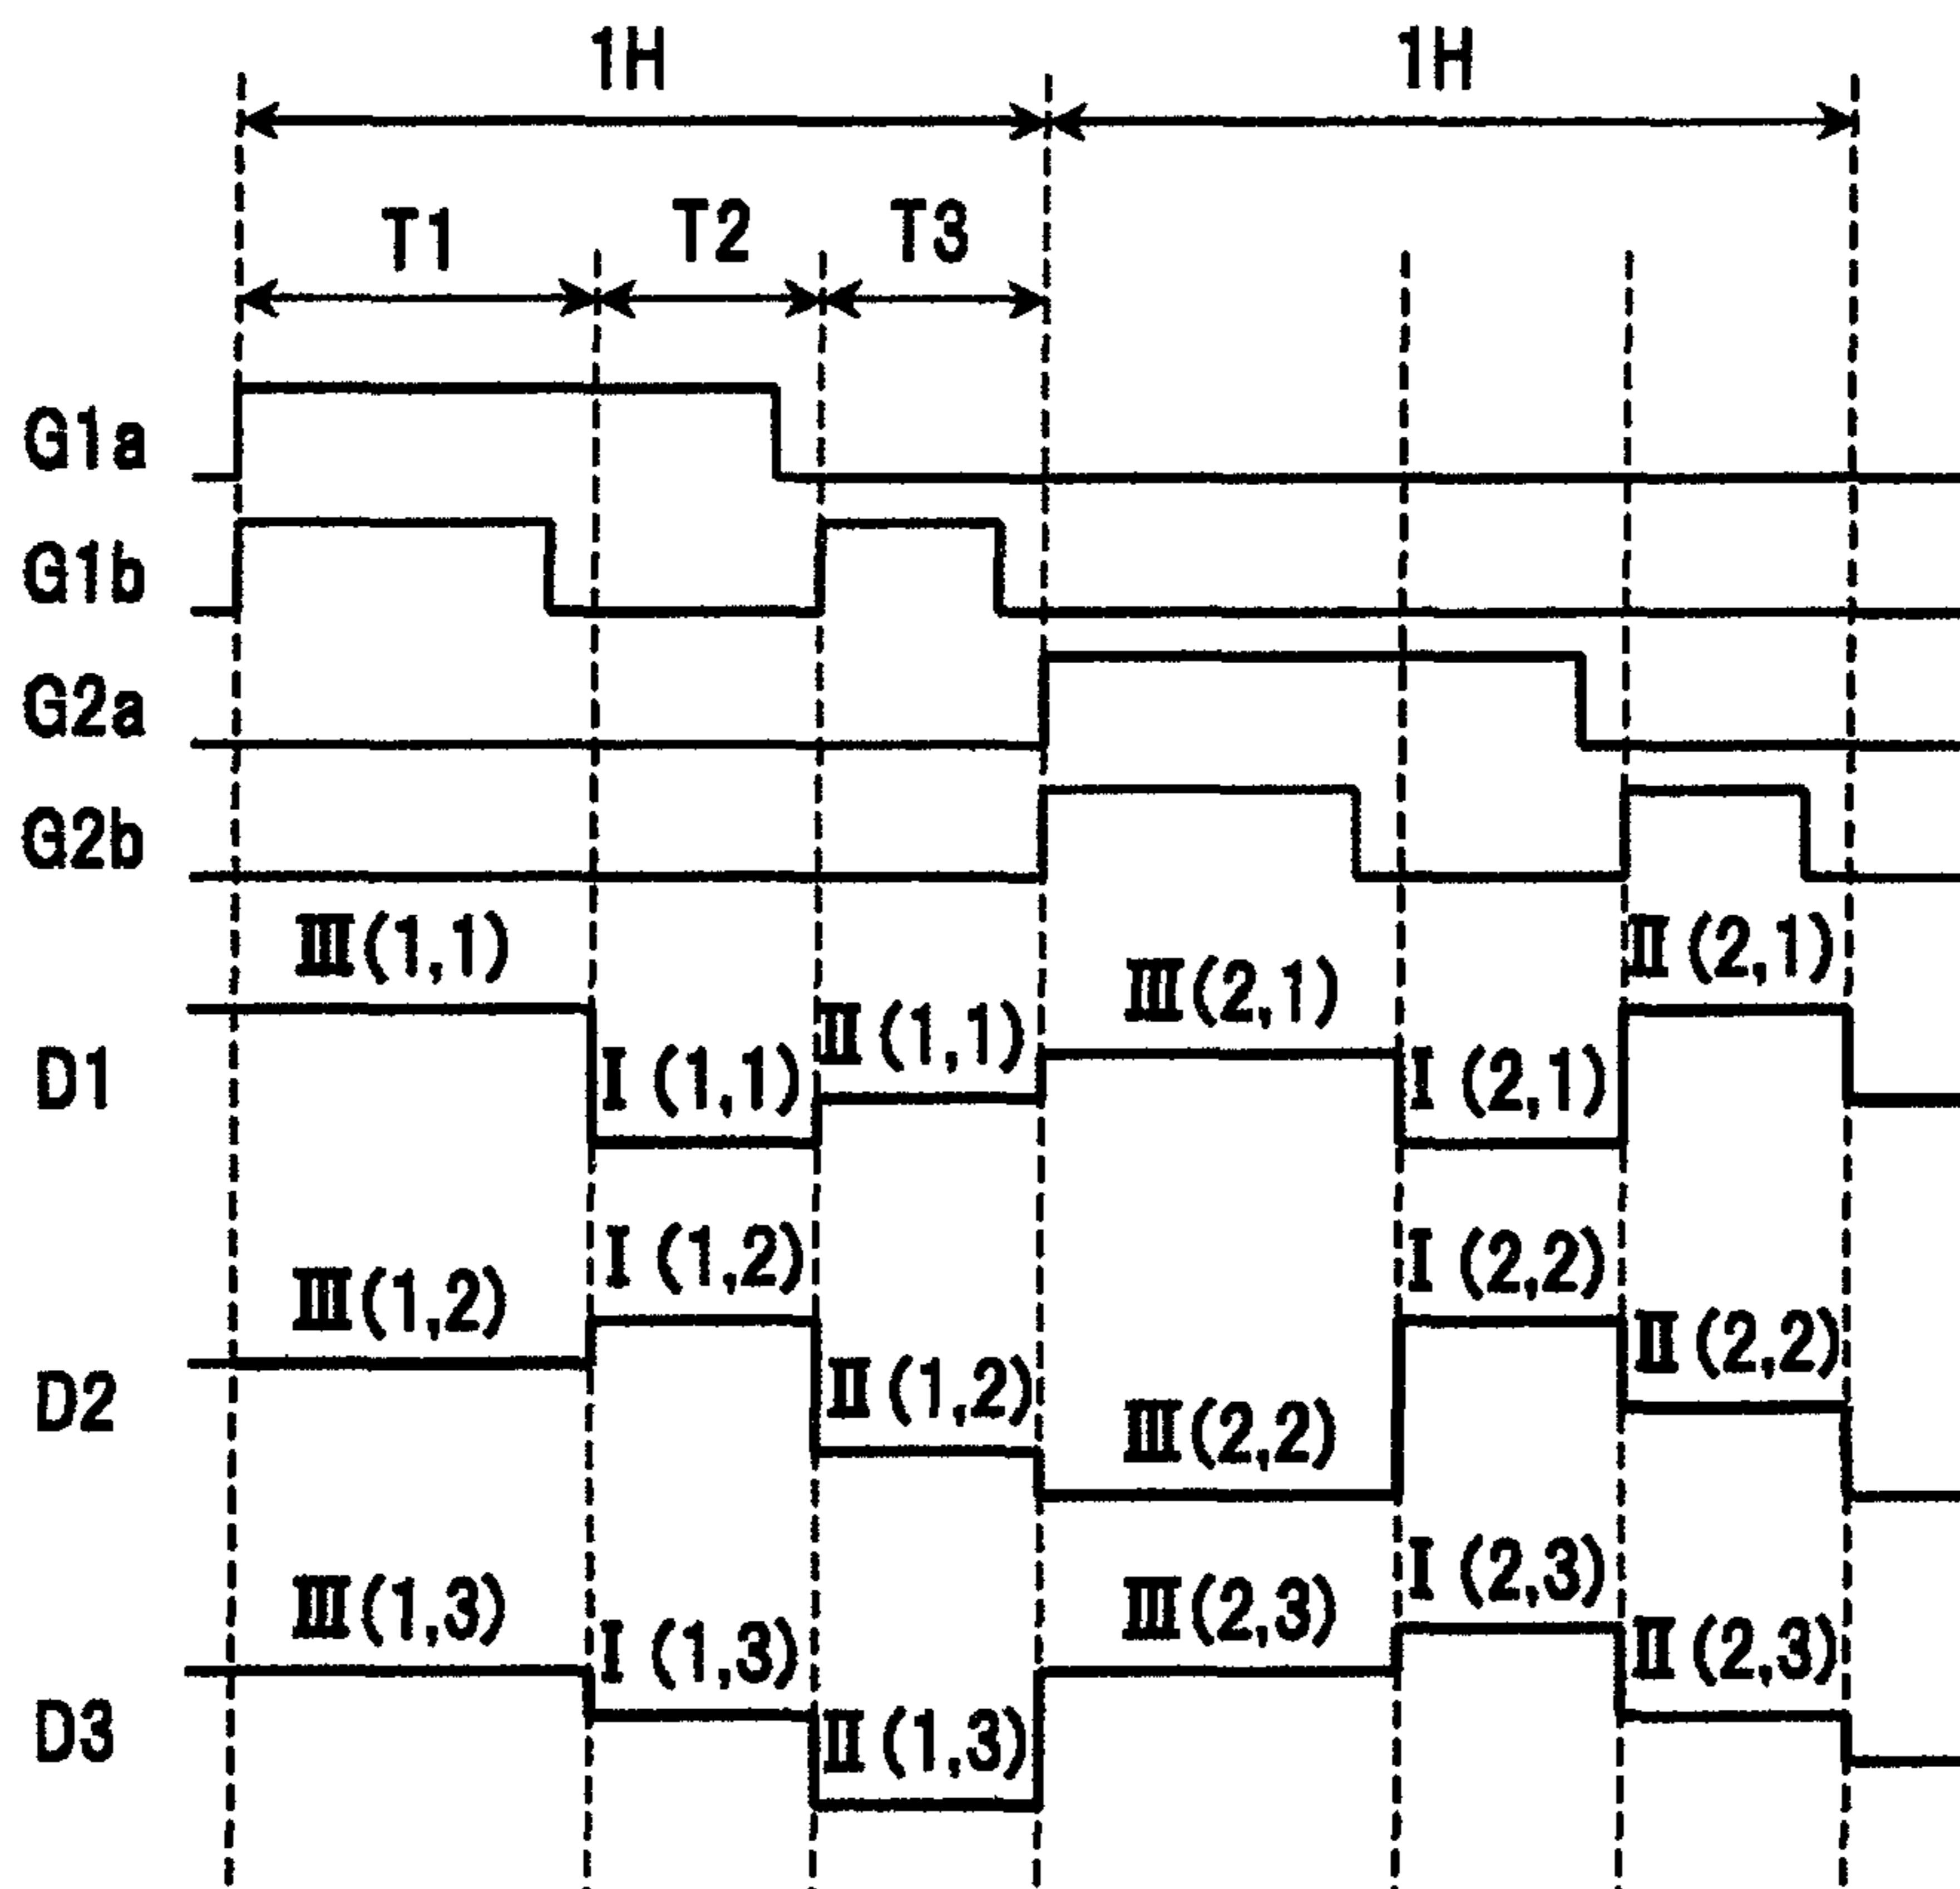 1H 1H
T1 T2 T3
G1a
G1b
G2a
G2b
III(1,1) II(2,1)
III(2,1)
II(1,1)
D1 I(1,1) I(2,1)
I(1,2) I(2,2)
III(1,2) II(2,2)
D2 II(1,2) III(2,2)
I(2,3)
III(1,3) III(2,3)
I(1,3) II(2,3)
D3 II(1,3)